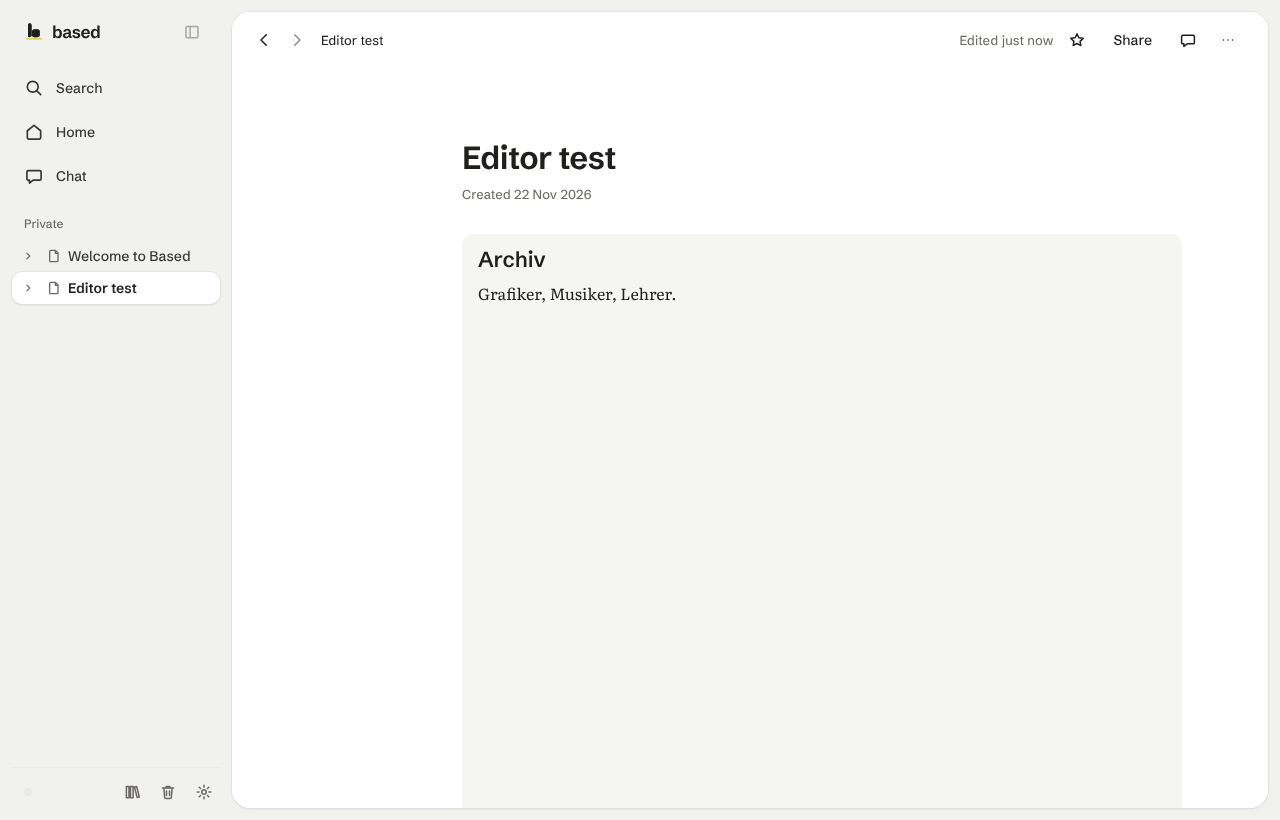 based
Search
Home
Chat
Private
Welcome to Based
Editor test
Editor test
Edited just now
Share
Editor test
Created 22 Nov 2026
Archiv
Grafiker, Musiker, Lehrer.